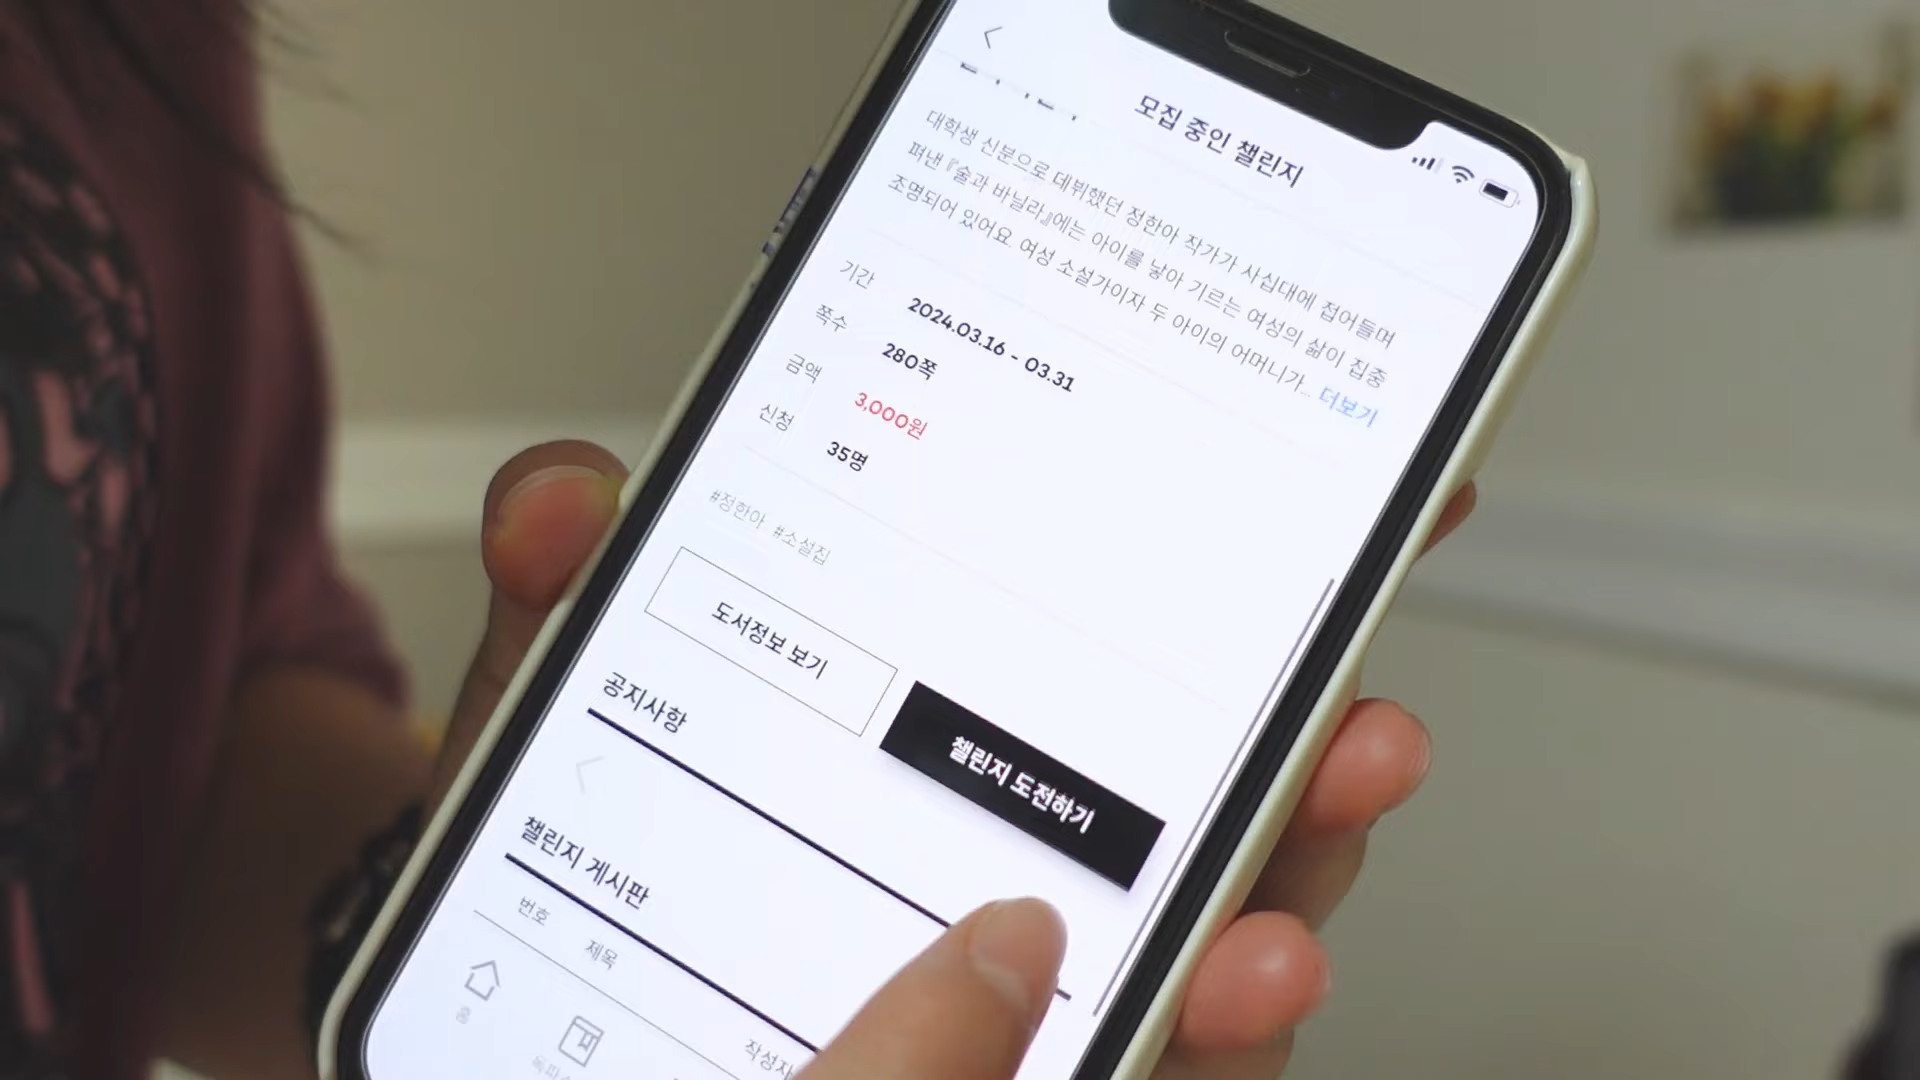 모집 중인 챌린지
대학생 신분으로 데뷔했던 정한아 작가가 사십대에 접어들며
펴낸 『술과 바닐라』에는 아이를 낳아 기르는 여성의 삶이 집중
조명되어 있어요. 여성 소설가이자 두 아이의 어머니가... 더보기
기간 2024.03.16 - 03.31
쪽수 280쪽
금액 3,000원
신청 35명
#정한아 #소설집
도서정보 보기
챌린지 도전하기
공지사항
챌린지 게시판
번호 제목 작성자
홈